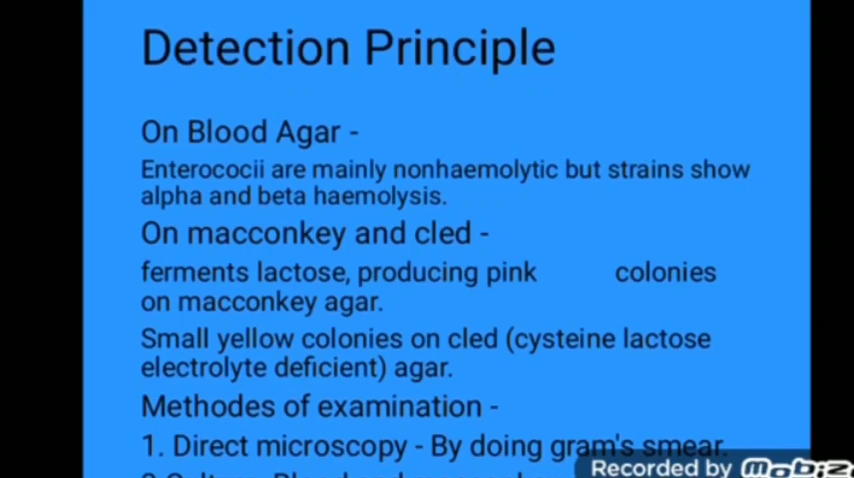 Detection Principle
On Blood Agar -
Enterococii are mainly nonhaemolytic but strains show
alpha and beta haemolysis.
On macconkey and cled -
ferments lactose, producing pink colonies
on macconkey agar.
Small yellow colonies on cled (cysteine lactose
electrolyte deficient) agar.
Methodes of examination -
1. Direct microscopy - By doing gram's smear.
Recorded by